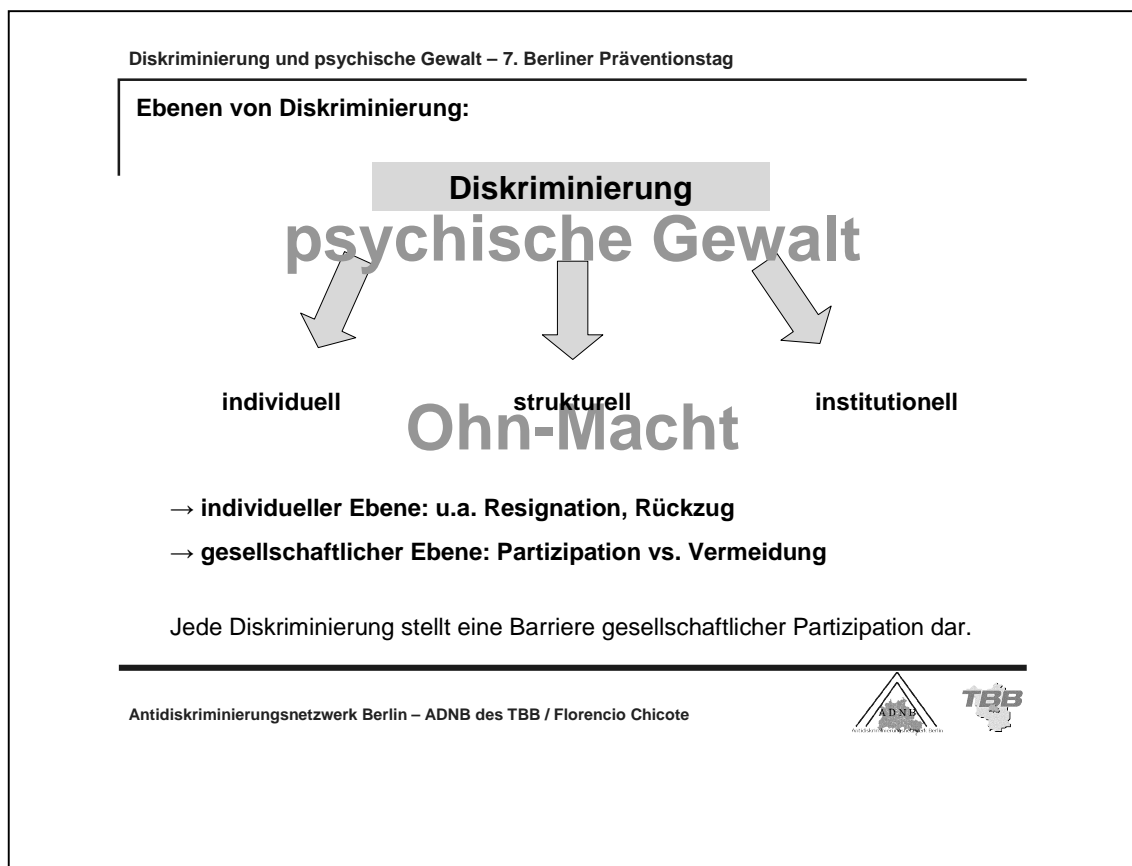 Diskriminierung und psychische Gewalt – 7. Berliner Präventionstag
Ebenen von Diskriminierung:
Diskriminierung
psychische Gewalt
individuell strukturell institutionell
Ohn-Macht
→ individueller Ebene: u.a. Resignation, Rückzug
→ gesellschaftlicher Ebene: Partizipation vs. Vermeidung
Jede Diskriminierung stellt eine Barriere gesellschaftlicher Partizipation dar.
Antidiskriminierungsnetzwerk Berlin – ADNB des TBB / Florencio Chicote
ADNB
Antidiskriminierungsnetzwerk Berlin
TBB